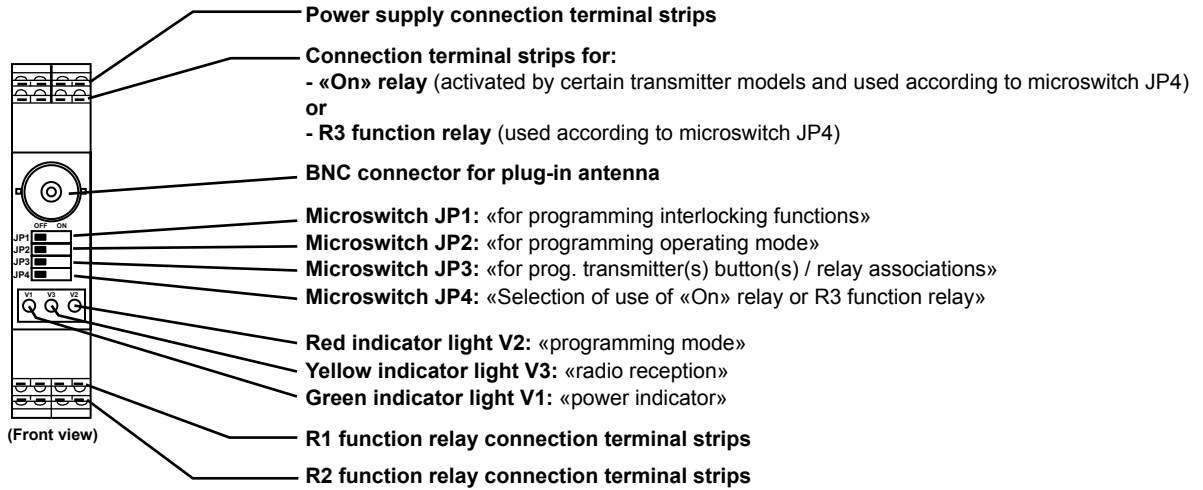 Power supply connection terminal strips
Connection terminal strips for:
- «On» relay (activated by certain transmitter models and used according to microswitch JP4)
or
- R3 function relay (used according to microswitch JP4)
BNC connector for plug-in antenna
OFF ON
JP1
JP2
JP3
JP4
Microswitch JP1: «for programming interlocking functions»
Microswitch JP2: «for programming operating mode»
Microswitch JP3: «for prog. transmitter(s) button(s) / relay associations»
Microswitch JP4: «Selection of use of «On» relay or R3 function relay»
V1 V3 V2
Red indicator light V2: «programming mode»
Yellow indicator light V3: «radio reception»
Green indicator light V1: «power indicator»
(Front view)
R1 function relay connection terminal strips
R2 function relay connection terminal strips